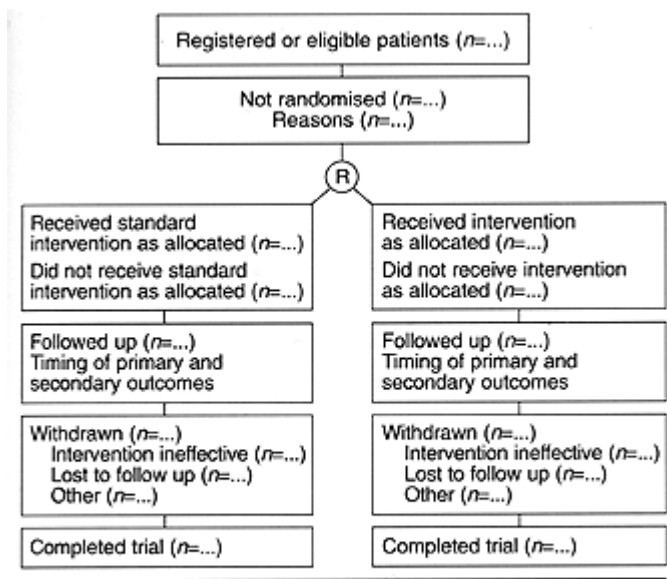 Registered or eligible patients (n=...)
Not randomised (n=...)
Reasons (n=...)
R
Received standard
intervention as allocated (n=...)
Did not receive standard
intervention as allocated (n=...)
Received intervention
as allocated (n=...)
Did not receive intervention
as allocated (n=...)
Followed up (n=...)
Timing of primary and
secondary outcomes
Followed up (n=...)
Timing of primary and
secondary outcomes
Withdrawn (n=...)
Intervention ineffective (n=...)
Lost to follow up (n=...)
Other (n=...)
Withdrawn (n=...)
Intervention ineffective (n=...)
Lost to follow up (n=...)
Other (n=...)
Completed trial (n=...)
Completed trial (n=...)